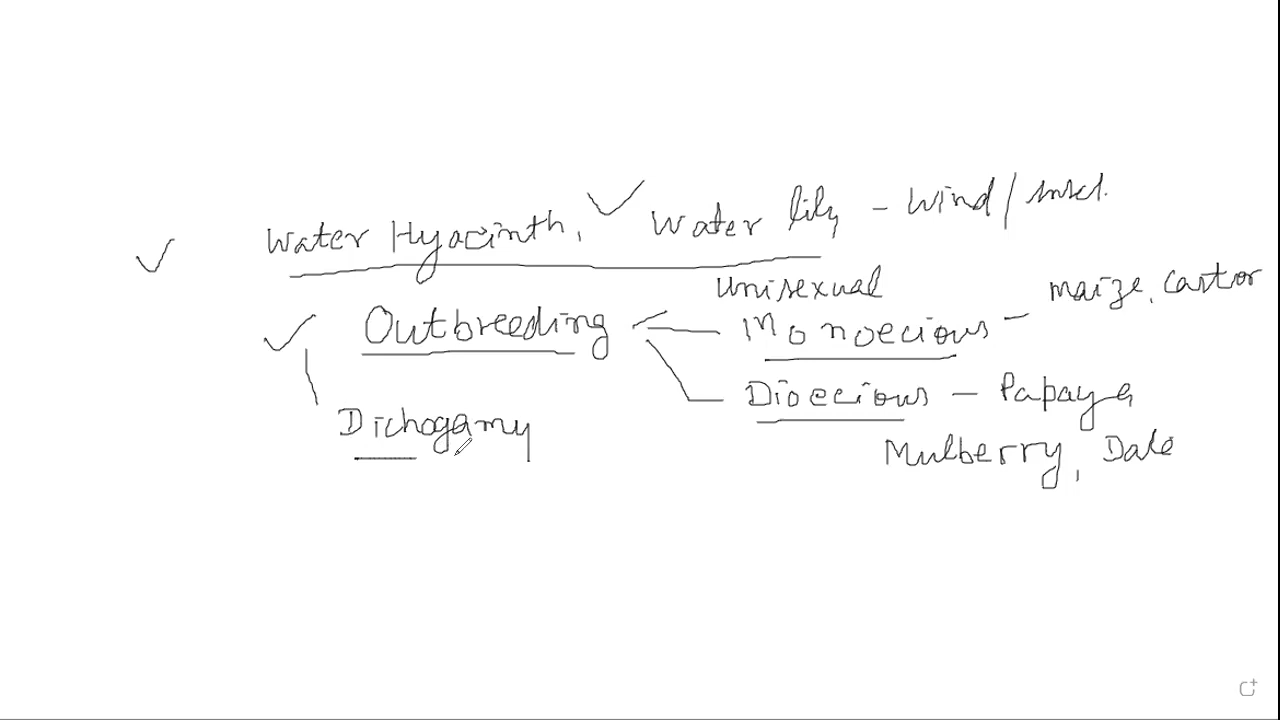 Water Hyacinth, Water lily - Wind / Insect.
Unisexual
Outbreeding Monoecious - Maize, Castor
Dioecious - Papaya
Dichogamy
Mulberry, Date